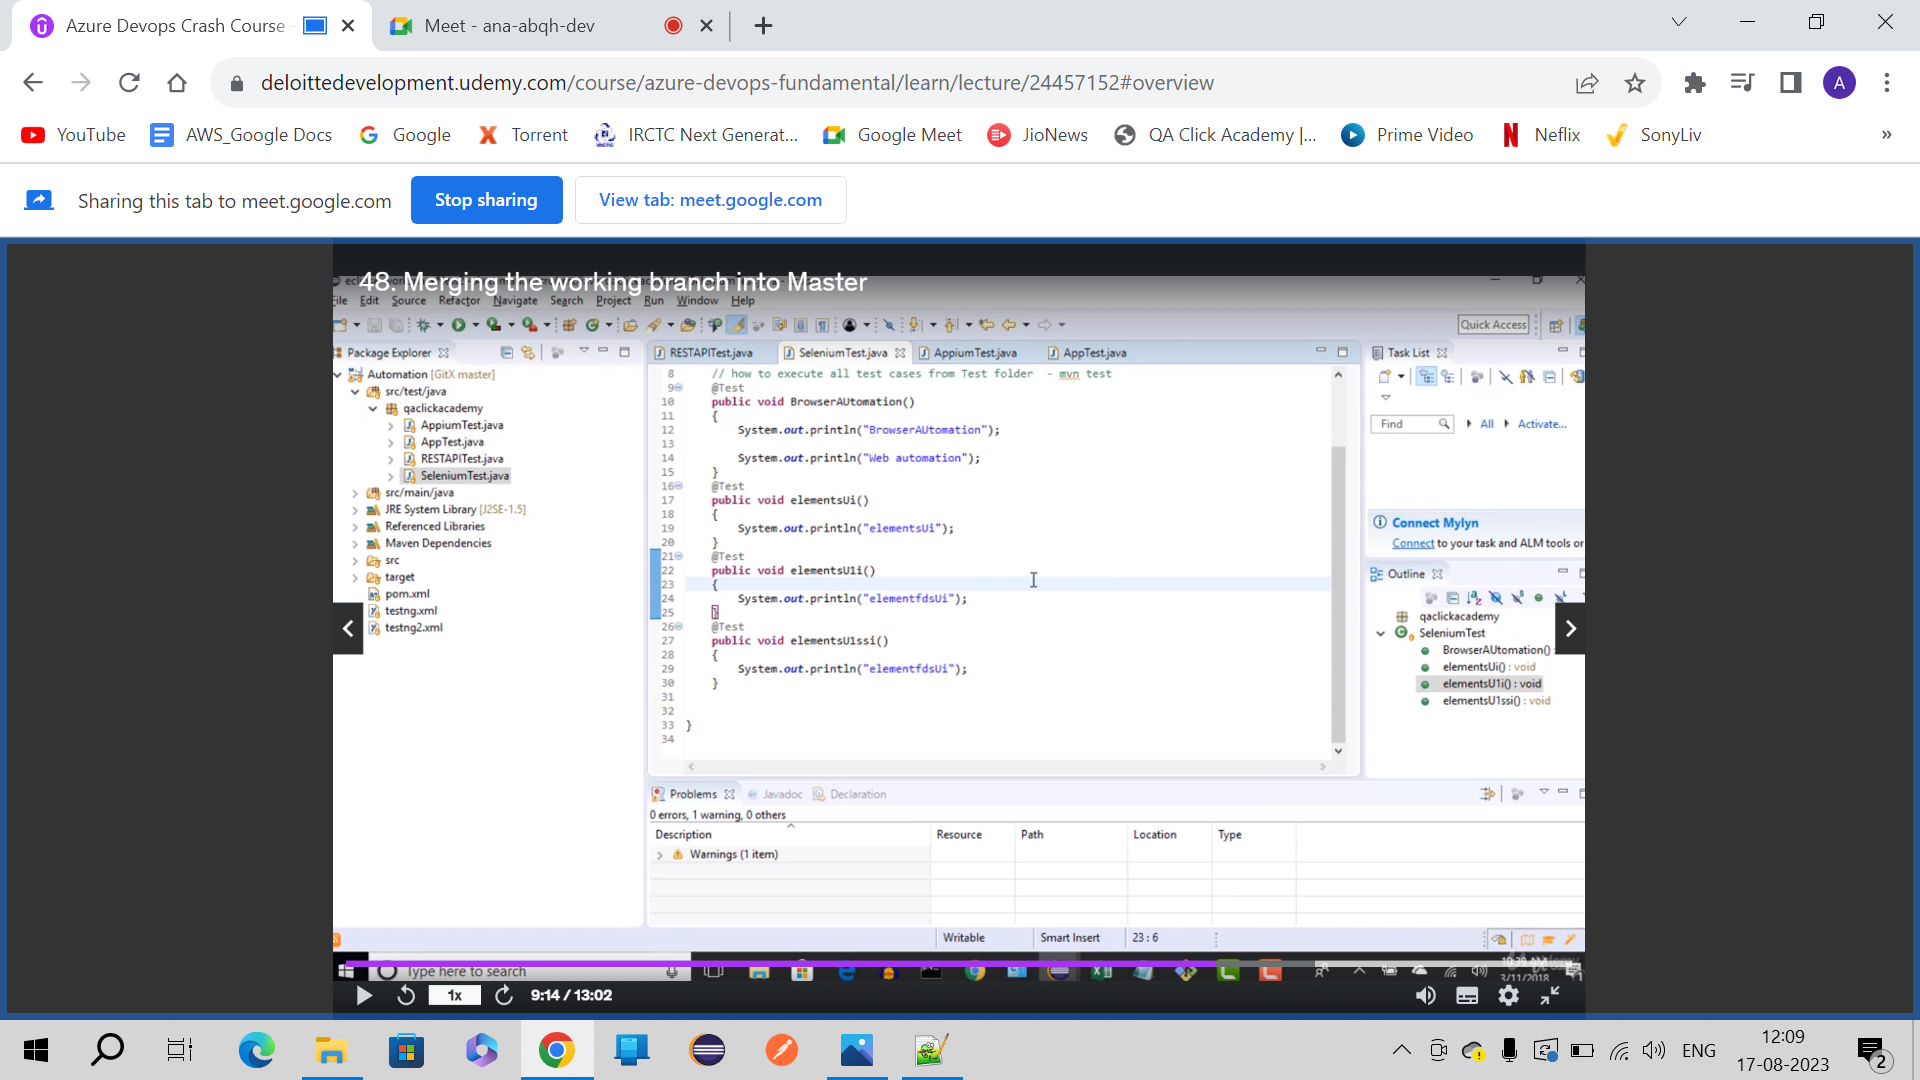 Azure Devops Crash Course
Meet - ana-abqh-dev
deloittedevelopment.udemy.com/course/azure-devops-fundamental/learn/lecture/24457152#overview
A
YouTube AWS_Google Docs Google Torrent IRCTC Next Generat... Google Meet JioNews QA Click Academy |... Prime Video Neflix SonyLiv »
Sharing this tab to meet.google.com Stop sharing View tab: meet.google.com
48. Merging the working branch into Master
Edit Source Refactor Navigate Search Project Run Window Help
Quick Access
Package Explorer
RESTAPITest.java SeleniumTest.java AppiumTest.java AppTest.java
Task List
Automation [GitX master]
src/test/java
qaclickacademy
AppiumTest.java
AppTest.java
RESTAPITest.java
SeleniumTest.java
src/main/java
JRE System Library [J2SE-1.5]
Referenced Libraries
Maven Dependencies
src
target
pom.xml
testng.xml
testng2.xml
8 // how to execute all test cases from Test folder - mvn test
9 @Test
10 public void BrowserAUtomation()
11 {
12 System.out.println("BrowserAUtomation");
13
14 System.out.println("Web automation");
15 }
16 @Test
17 public void elementsUi()
18 {
19 System.out.println("elementsUi");
20 }
21 @Test
22 public void elementsU1i()
23 {
24 System.out.println("elementfdsUi");
25 }
26 @Test
27 public void elementsU1ssi()
28 {
29 System.out.println("elementfdsUi");
30 }
31
32
33 }
34
Find All Activate...
Connect Mylyn
Connect to your task and ALM tools or
Outline
qaclickacademy
SeleniumTest
BrowserAUtomation() :
elementsUi() : void
elementsU1i() : void
elementsU1ssi() : void
Problems Javadoc Declaration
0 errors, 1 warning, 0 others
Description Resource Path Location Type
Warnings (1 item)
Writable Smart Insert 23 : 6
Type here to search
10:39 AM
3/11/2018
1x 9:14 / 13:02
ENG
12:09
17-08-2023
2